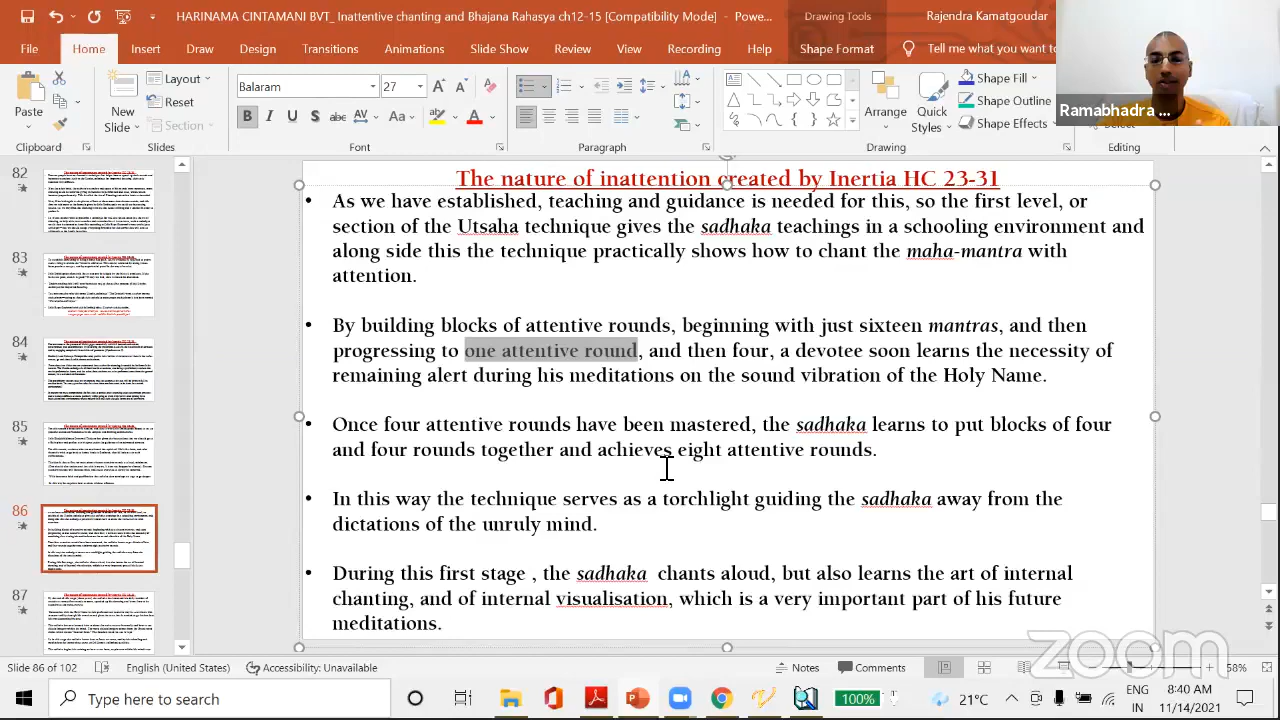 HARINAMA CINTAMANI BVT_ Inattentive chanting and Bhajana Rahasya ch12-15 [Compatibility Mode] - Powe...
Drawing Tools
Rajendra Kamatgoudar
File Home Insert Draw Design Transitions Animations Slide Show Review View Recording Help Shape Format Tell me what you want to
Paste
New Slide
Layout
Reset
Section
Balaram 27
Arrange
Quick Styles
Shape Fill
Shape Outline
Shape Effects
Ramabhadra ...
Clipboard Slides Font Paragraph Drawing Editing
82
83
84
85
86
87
The nature of inattention created by inertia HC 23-31
As we have established, teaching and guidance is needed for this, so the first level, or
section of the Utsaha technique gives the sadhaka teachings in a schooling environment and
along side this the technique practically shows how to chant the maha-mantra with
attention.
By building blocks of attentive rounds, beginning with just sixteen mantras, and then
progressing to one attentive round, and then four, a devotee soon learns the necessity of
remaining alert during his meditations on the sound vibration of the Holy Name.
Once four attentive rounds have been mastered, the sadhaka learns to put blocks of four
and four rounds together and achieves eight attentive rounds.
In this way the technique serves as a torchlight guiding the sadhaka away from the
dictations of the unruly mind.
During this first stage , the sadhaka chants aloud, but also learns the art of internal
chanting, and of mantra visualisation, which is an all important part of this future
meditations.
zoom
Slide 86 of 102 English (United States) Accessibility: Unavailable Notes Comments 58%
Type here to search
100%
21°C
ENG
IN
8:40 AM
11/14/2021